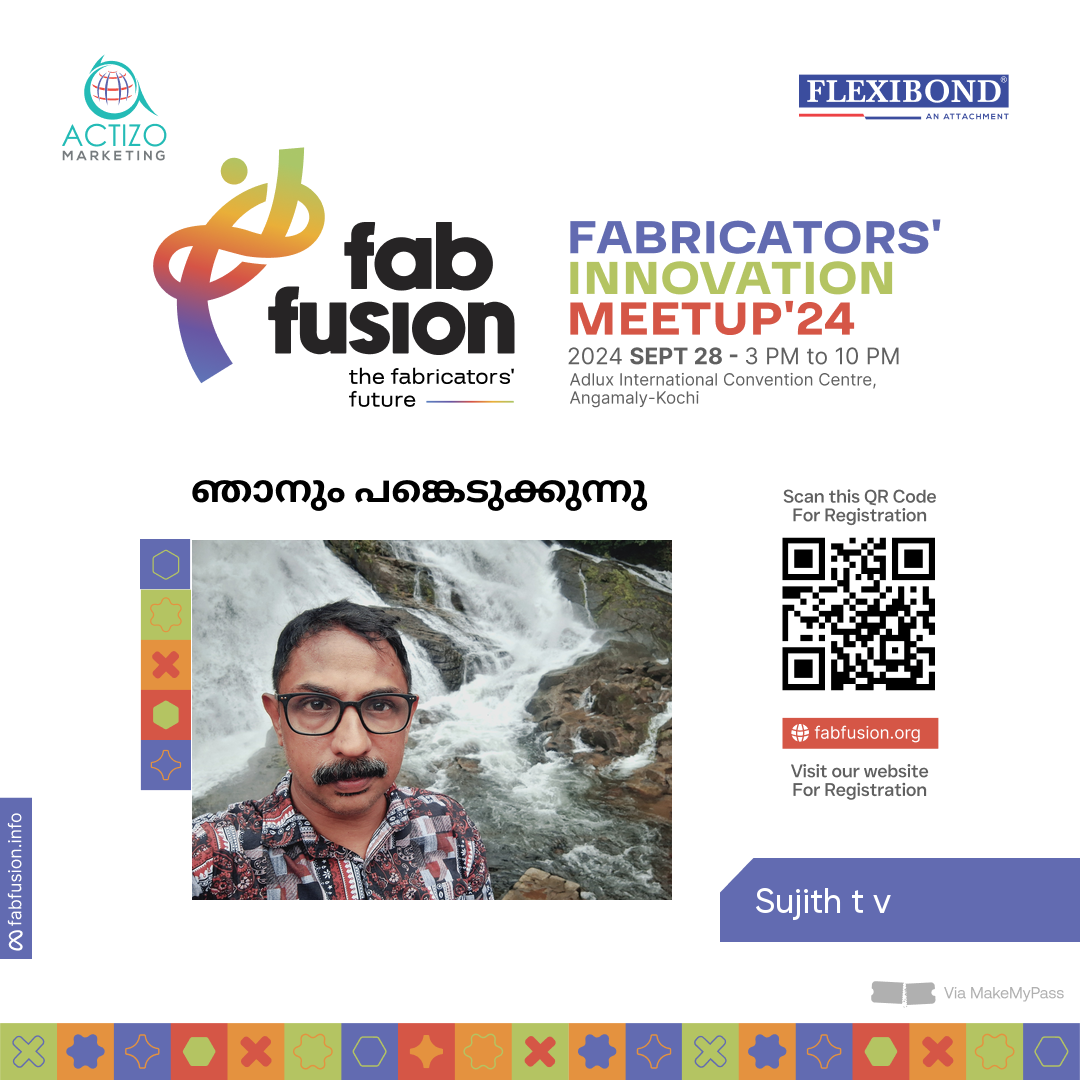 ACTIZO
MARKETING
FLEXIBOND®
AN ATTACHMENT
fab
fusion
the fabricators'
future
FABRICATORS'
INNOVATION
MEETUP'24
2024 SEPT 28 - 3 PM to 10 PM
Adlux International Convention Centre,
Angamaly-Kochi
ഞാനും പങ്കെടുക്കുന്നു
Scan this QR Code
For Registration
fabfusion.org
Visit our website
For Registration
fabfusion.info
Sujith t v
Via MakeMyPass